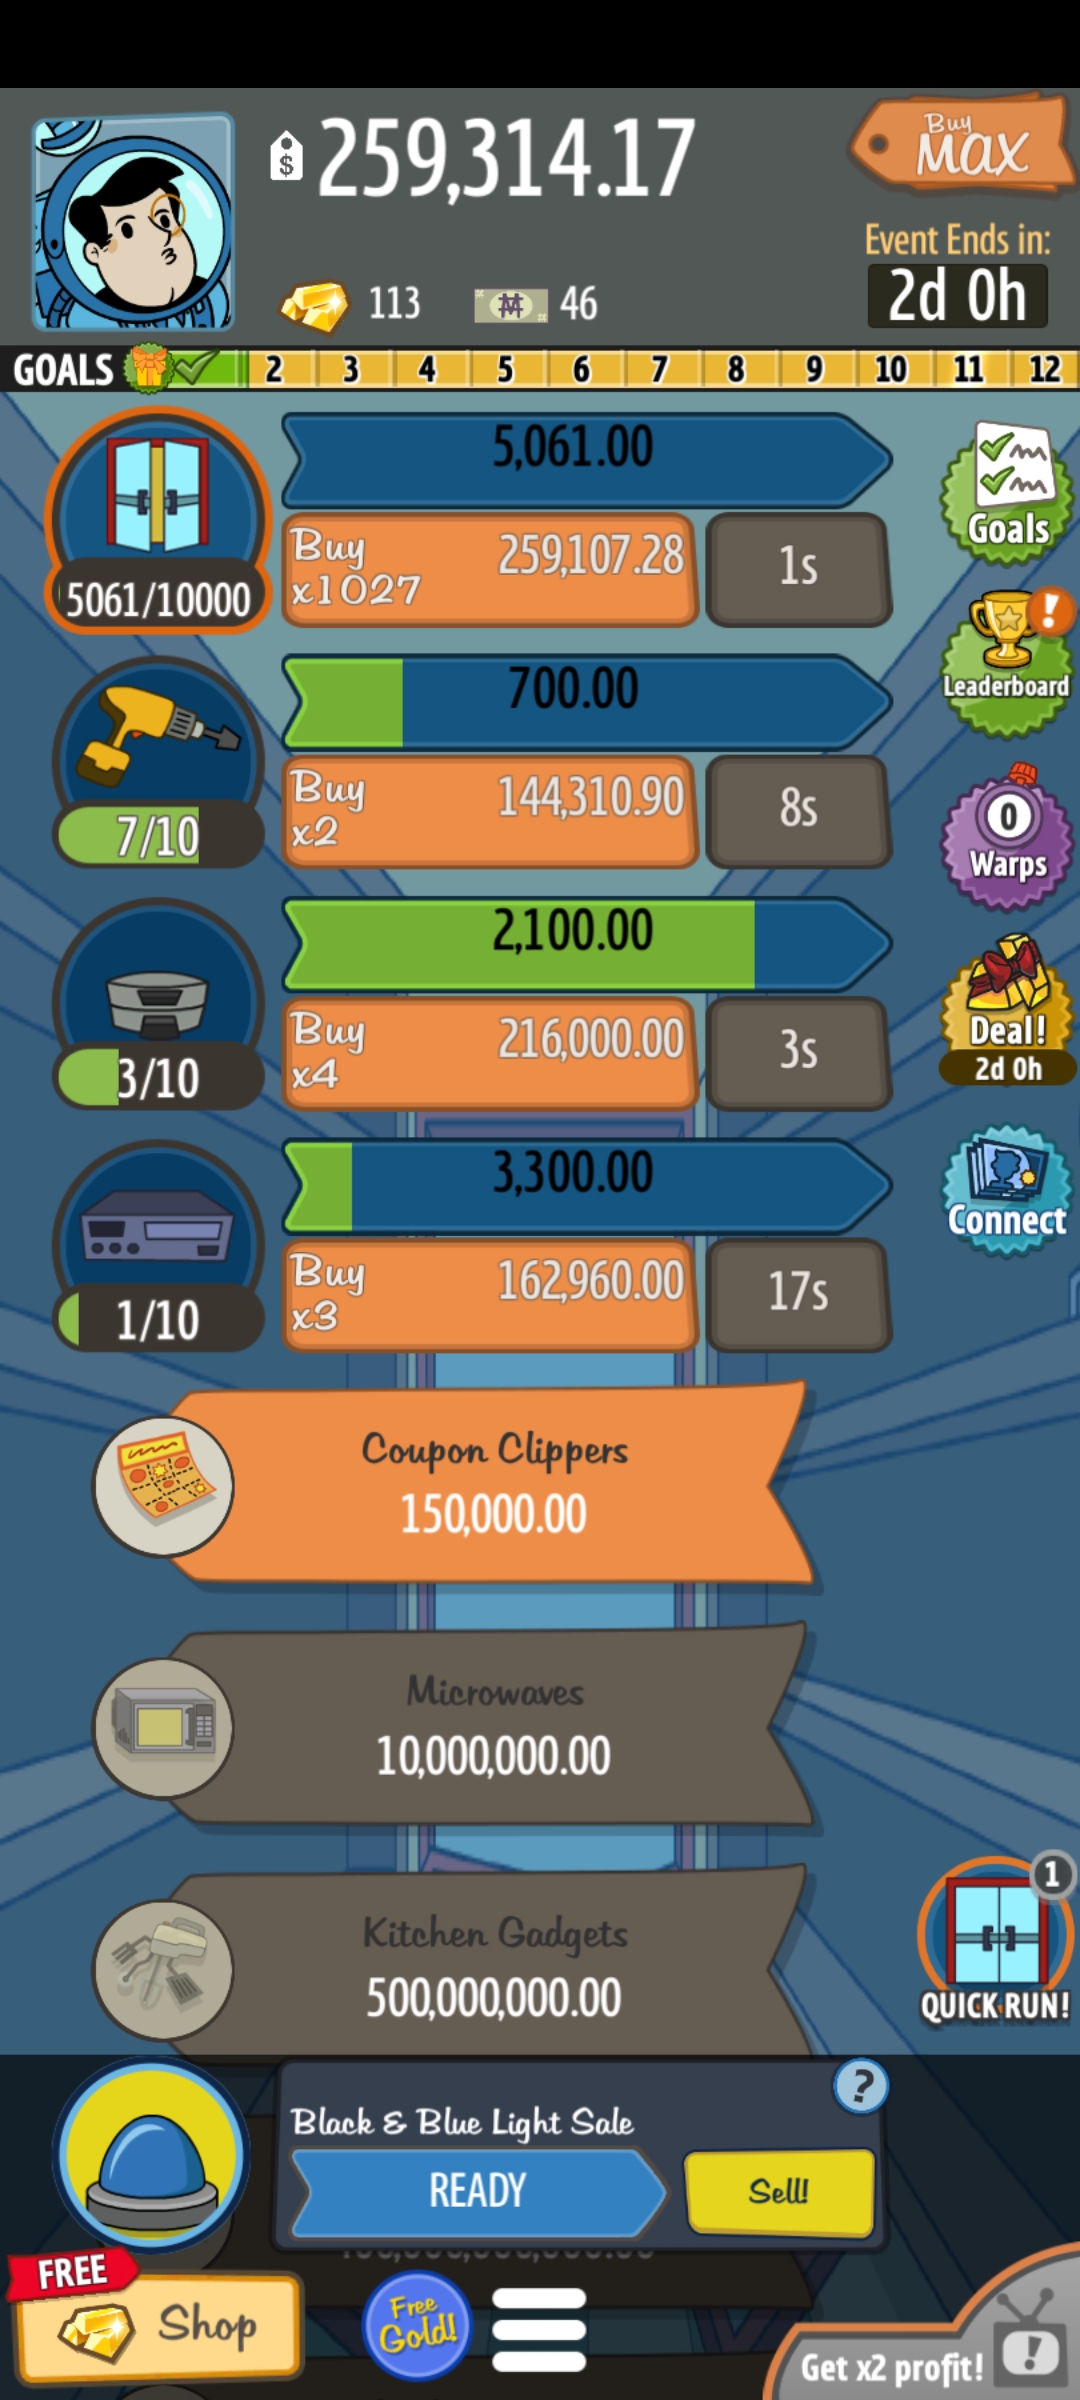 $ 259,314.17
Buy
MAX
Event Ends in:
2d 0h
113
46
GOALS 2 3 4 5 6 7 8 9 10 11 12
5,061.00
Buy
x1027
259,107.28
1s
5061/10000
Goals
!
Leaderboard
700.00
Buy
x2
144,310.90
8s
7/10
0
Warps
2,100.00
Buy
x4
216,000.00
3s
3/10
Deal!
2d 0h
3,300.00
Buy
x3
162,960.00
17s
1/10
Connect
Coupon Clippers
150,000.00
Microwaves
10,000,000.00
Kitchen Gadgets
500,000,000.00
1
QUICK RUN!
?
Black & Blue Light Sale
READY
Sell!
FREE
Shop
Free
Gold!
Get x2 profit!
!